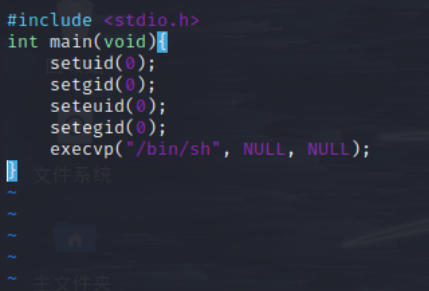 #include <stdio.h>
int main(void){
    setuid(0);
    setgid(0);
    seteuid(0);
    setegid(0);
    execvp("/bin/sh", NULL, NULL);
}
文件系统
~
~
~
~
~
主文件夹